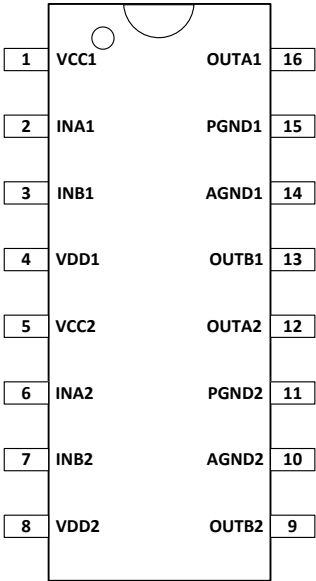 1 VCC1 OUTA1 16
2 INA1 PGND1 15
3 INB1 AGND1 14
4 VDD1 OUTB1 13
5 VCC2 OUTA2 12
6 INA2 PGND2 11
7 INB2 AGND2 10
8 VDD2 OUTB2 9